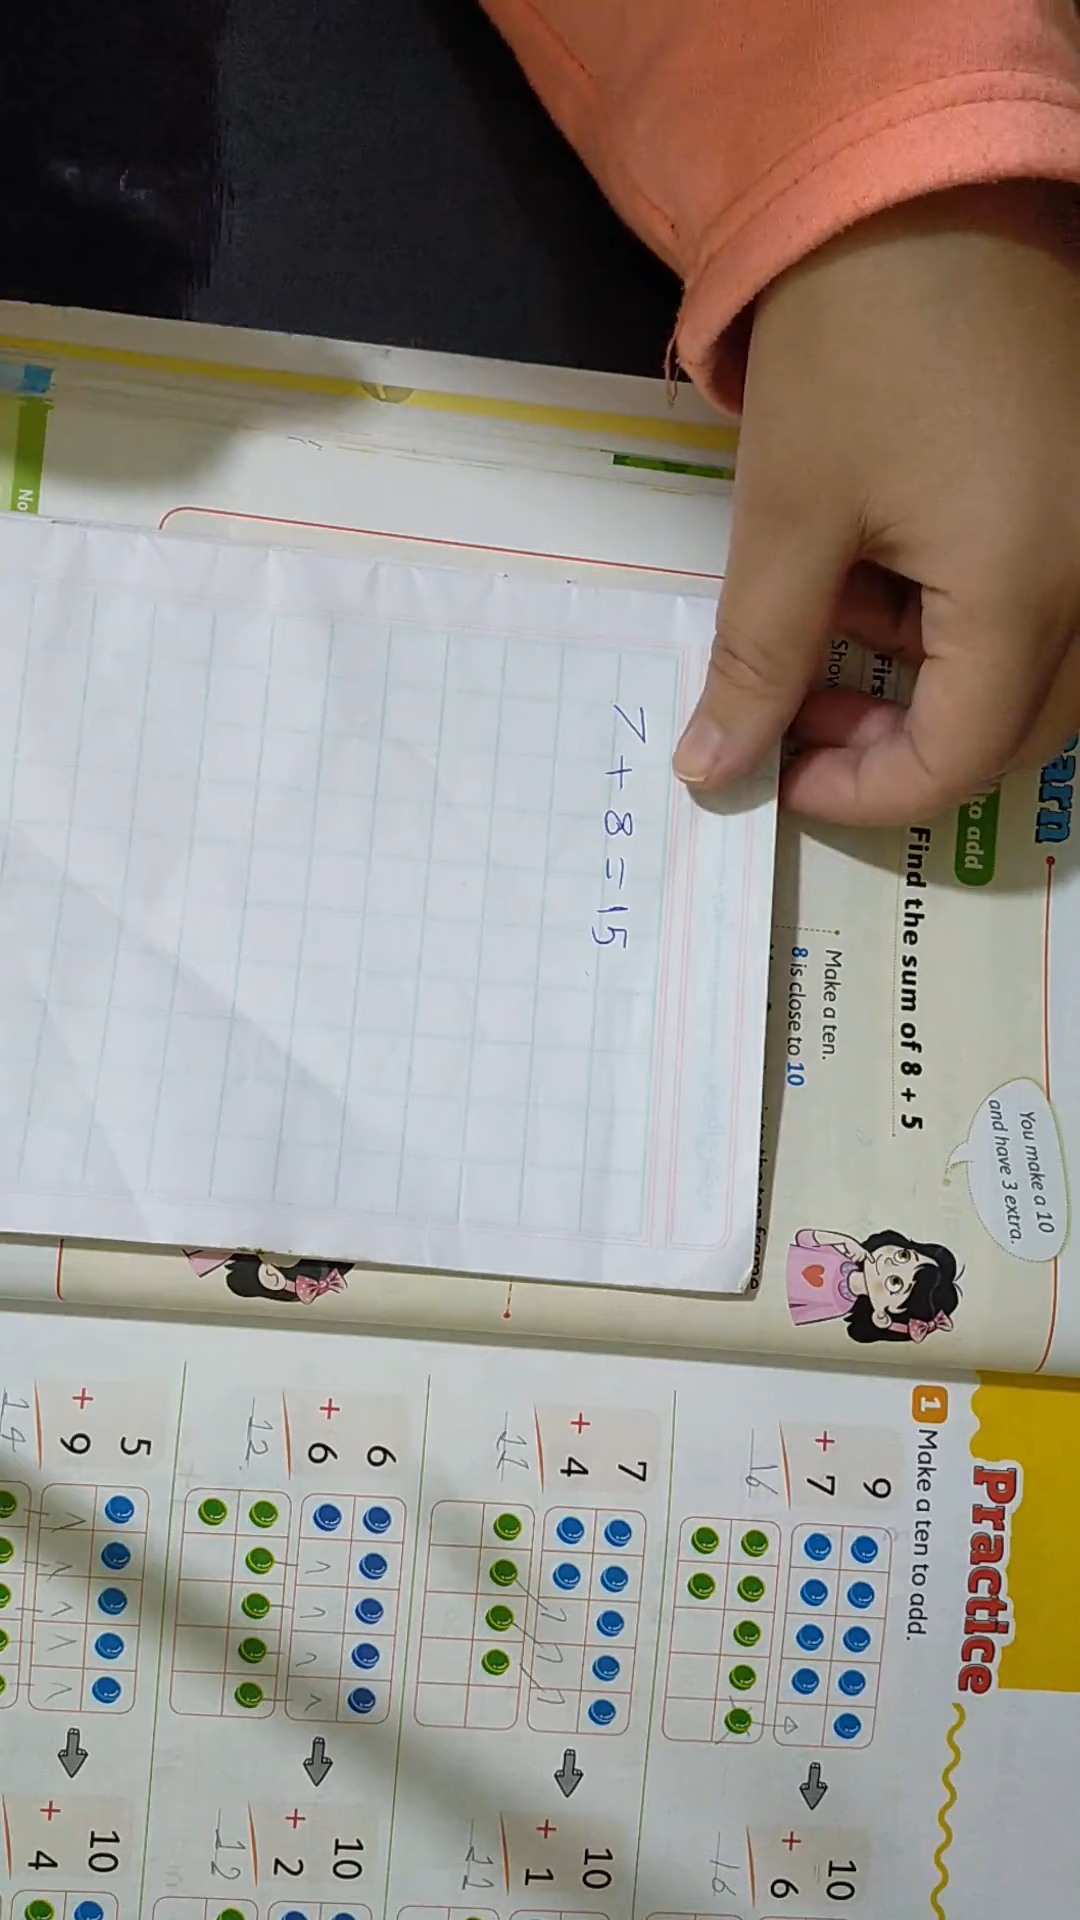 to add
Find the sum of 8 + 5
You make a 10
and have 3 extra.
Make a ten.
8 is close to 10
7 + 8 = 15
No
Practice
1 Make a ten to add.
9
+ 7
16
10
+ 6
16
7
+ 4
11
10
+ 1
11
6
+ 6
12
10
+ 2
12
5
+ 9
14
10
+ 4